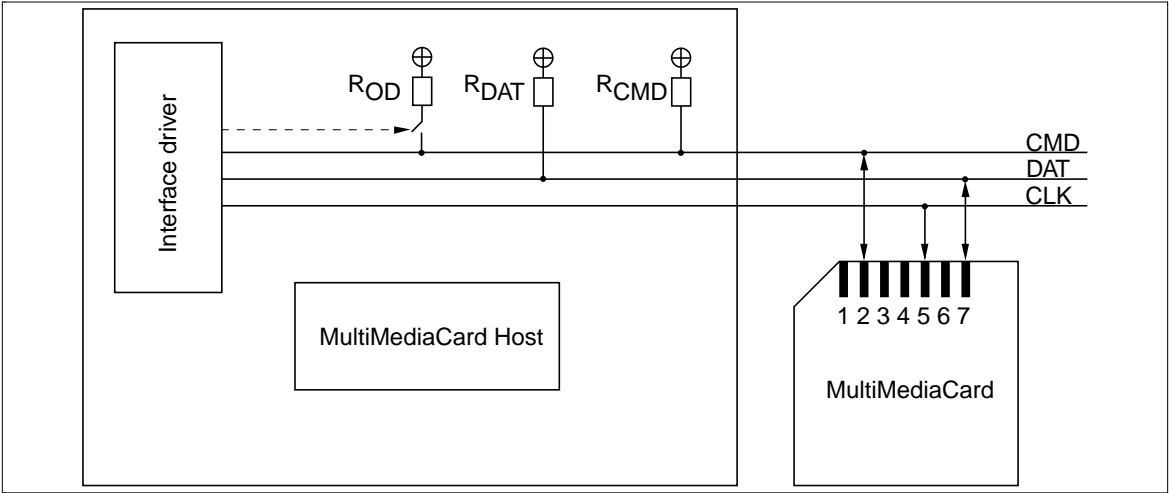 ROD RDAT RCMD
Interface driver
CMD
DAT
CLK
MultiMediaCard Host
1 2 3 4 5 6 7
MultiMediaCard